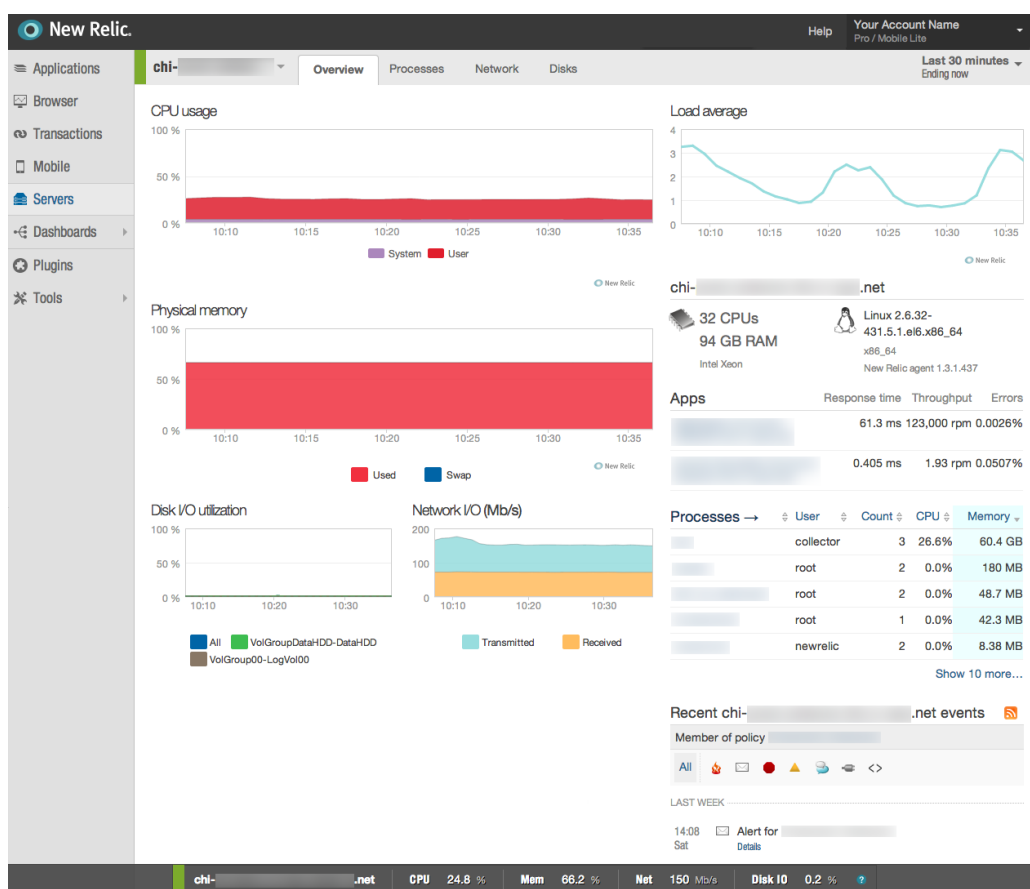 New Relic.
Help
Your Account Name
Pro / Mobile Lite
Applications
Browser
Transactions
Mobile
Servers
Dashboards
Plugins
Tools
chi-
Overview Processes Network Disks
Last 30 minutes
Ending now
CPU usage
100 %
50 %
0 %
10:10 10:15 10:20 10:25 10:30 10:35
System User
New Relic
Physical memory
100 %
50 %
0 %
10:10 10:15 10:20 10:25 10:30 10:35
Used Swap
New Relic
Disk I/O utilization
100 %
50 %
0 %
10:10 10:20 10:30
All VolGroupDataHDD-DataHDD
VolGroup00-LogVol00
Network I/O (Mb/s)
200
100
0
10:10 10:20 10:30
Transmitted Received
Load average
4
3
2
1
0
10:10 10:15 10:20 10:25 10:30 10:35
New Relic
chi- .net
32 CPUs
94 GB RAM
Intel Xeon
Linux 2.6.32-
431.5.1.el6.x86_64
x86_64
New Relic agent 1.3.1.437
Apps Response time Throughput Errors
61.3 ms 123,000 rpm 0.0026%
0.405 ms 1.93 rpm 0.0507%
Processes → User Count CPU Memory
collector 3 26.6% 60.4 GB
root 2 0.0% 180 MB
root 2 0.0% 48.7 MB
root 1 0.0% 42.3 MB
newrelic 2 0.0% 8.38 MB
Show 10 more...
Recent chi- .net events
Member of policy
All
LAST WEEK
14:08 Alert for
Sat Details
chi- .net CPU 24.8 % Mem 66.2 % Net 150 Mb/s Disk IO 0.2 % ?